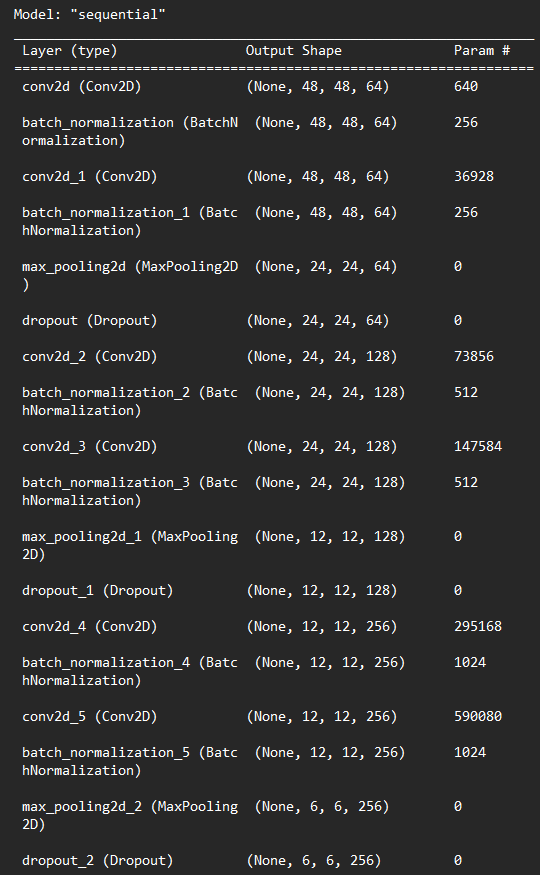 Model: "sequential"
Layer (type) Output Shape Param #
=================================================================
conv2d (Conv2D) (None, 48, 48, 64) 640
batch_normalization (BatchN (None, 48, 48, 64) 256
ormalization)
conv2d_1 (Conv2D) (None, 48, 48, 64) 36928
batch_normalization_1 (Batc (None, 48, 48, 64) 256
hNormalization)
max_pooling2d (MaxPooling2D (None, 24, 24, 64) 0
)
dropout (Dropout) (None, 24, 24, 64) 0
conv2d_2 (Conv2D) (None, 24, 24, 128) 73856
batch_normalization_2 (Batc (None, 24, 24, 128) 512
hNormalization)
conv2d_3 (Conv2D) (None, 24, 24, 128) 147584
batch_normalization_3 (Batc (None, 24, 24, 128) 512
hNormalization)
max_pooling2d_1 (MaxPooling (None, 12, 12, 128) 0
2D)
dropout_1 (Dropout) (None, 12, 12, 128) 0
conv2d_4 (Conv2D) (None, 12, 12, 256) 295168
batch_normalization_4 (Batc (None, 12, 12, 256) 1024
hNormalization)
conv2d_5 (Conv2D) (None, 12, 12, 256) 590080
batch_normalization_5 (Batc (None, 12, 12, 256) 1024
hNormalization)
max_pooling2d_2 (MaxPooling (None, 6, 6, 256) 0
2D)
dropout_2 (Dropout) (None, 6, 6, 256) 0